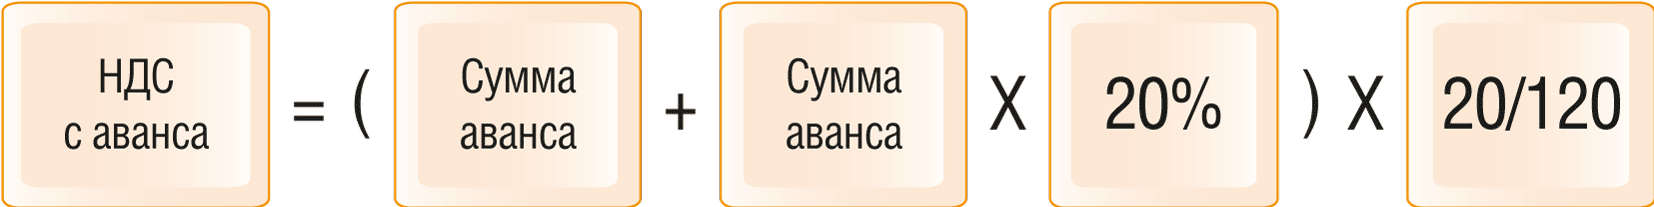 НДС с аванса = ( Сумма аванса + Сумма аванса X 20% ) X 20/120